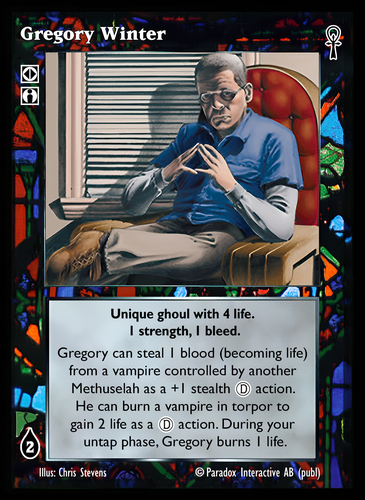 Gregory Winter
Unique ghoul with 4 life.
1 strength, 1 bleed.
Gregory can steal 1 blood (becoming life)
from a vampire controlled by another
Methuselah as a +1 stealth Ⓓ action.
He can burn a vampire in torpor to
gain 2 life as a Ⓓ action. During your
untap phase, Gregory burns 1 life.
2
Illus: Chris Stevens © Paradox Interactive AB (publ)